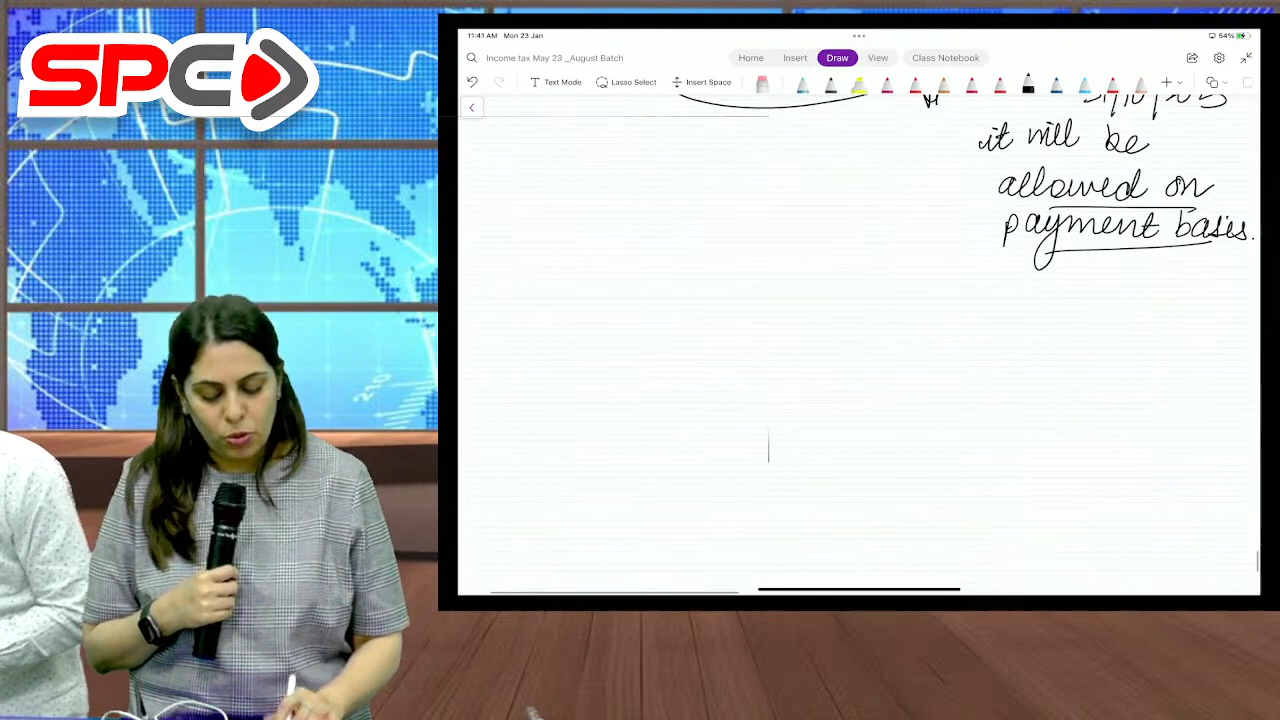 SPC
11:41 AM Mon 23 Jan
54%
Income tax May 23 _August Batch
Home Insert Draw View Class Notebook
Text Mode Lasso Select Insert Space
it will be
allowed on
payment basis.